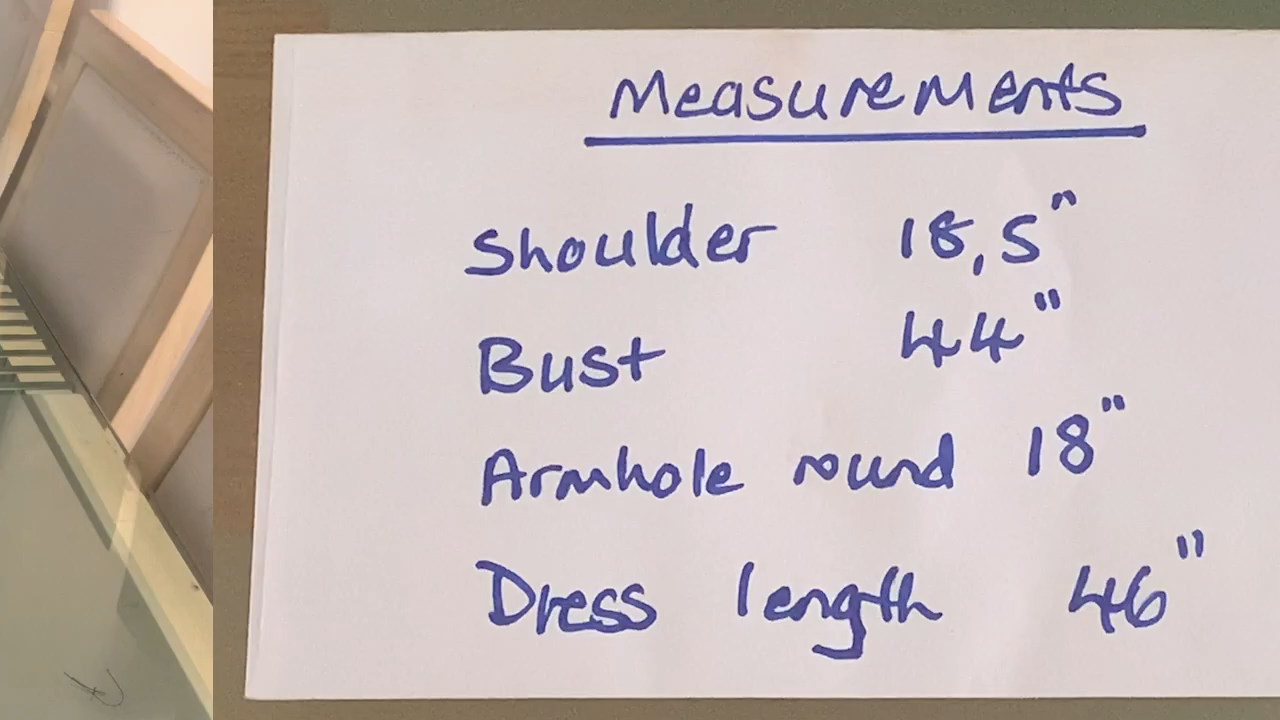 Measurements
Shoulder 18,5"
Bust 44"
Armhole round 18"
Dress length 46"